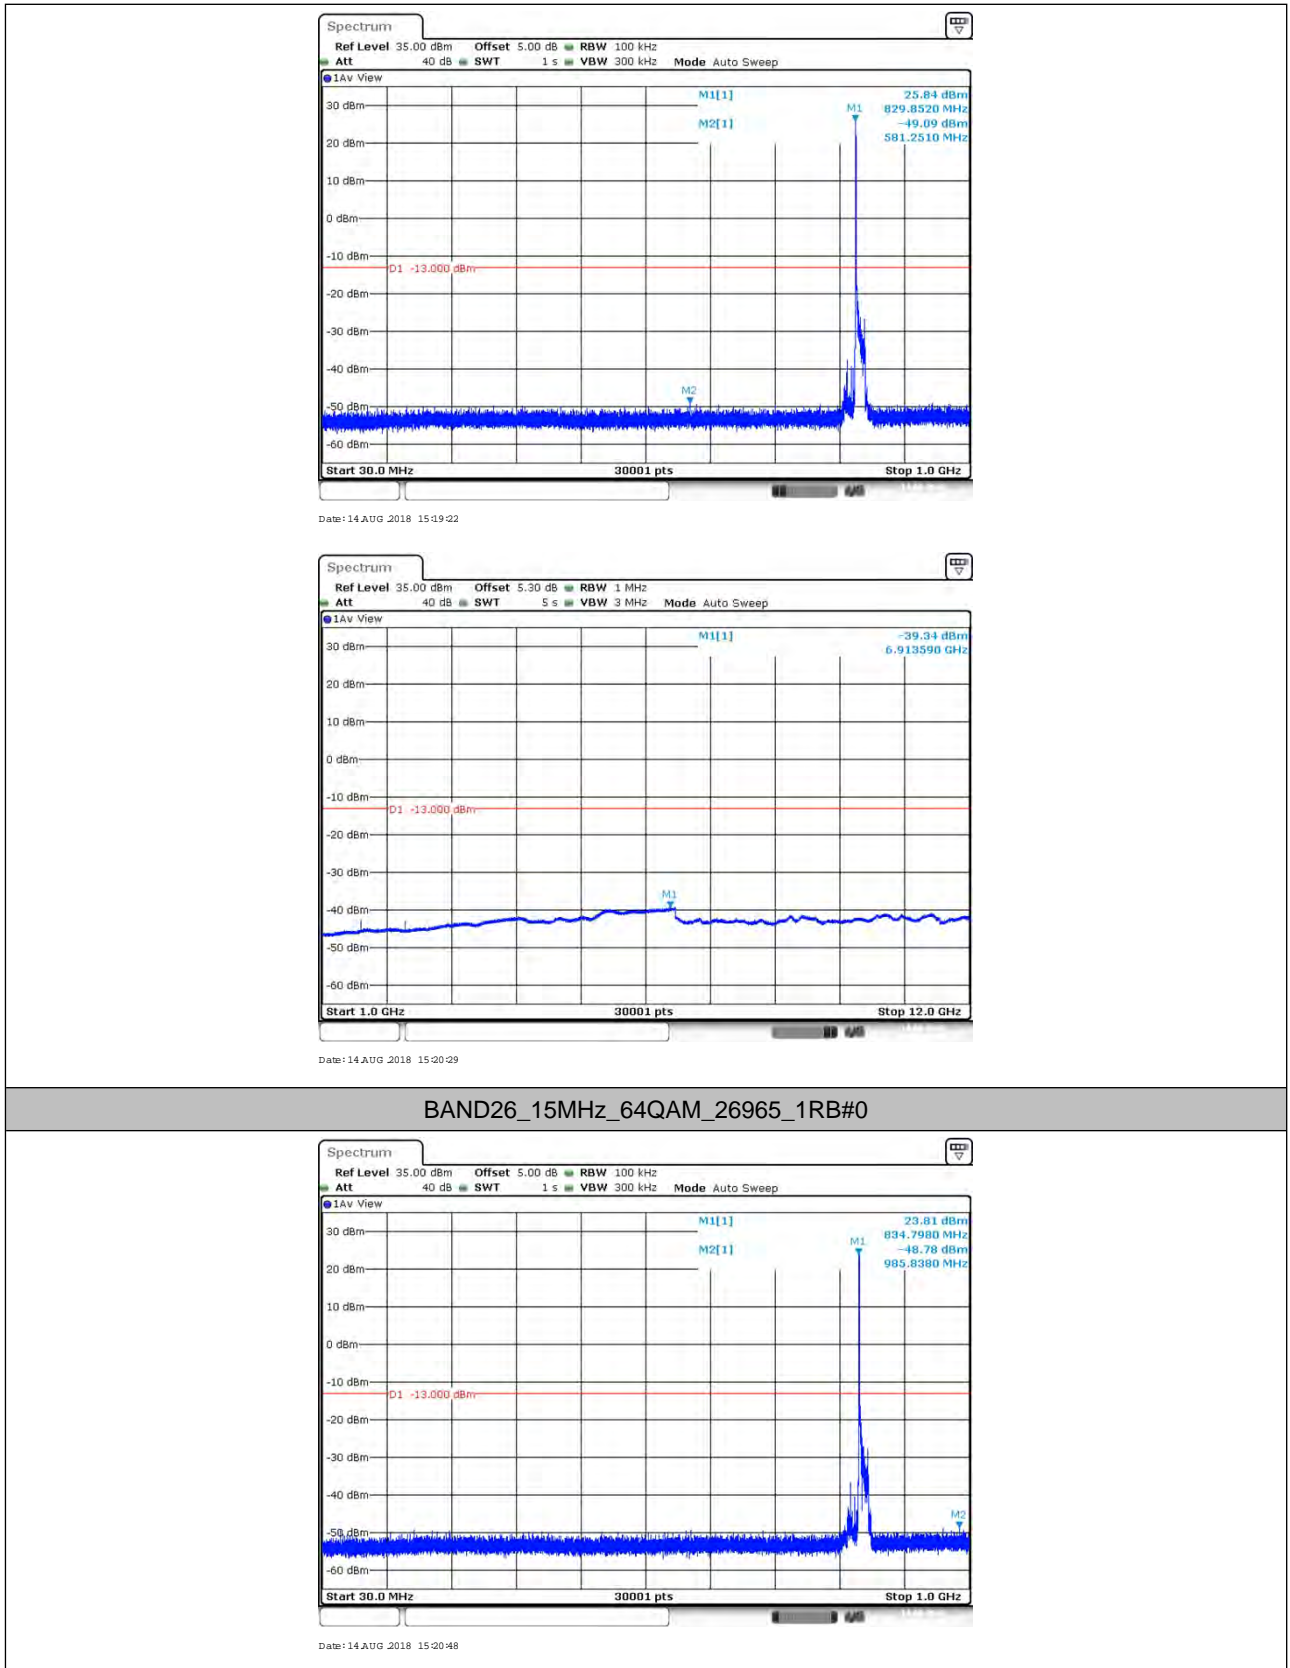 Spectrum
Ref Level 35.00 dBm Offset 5.00 dB RBW 100 kHz
Att 40 dB SWT 1 s VBW 300 kHz Mode Auto Sweep
1Av View
M1[1] 25.84 dBm
30 dBm M1 829.8520 MHz
M2[1] -49.09 dBm
20 dBm 581.2510 MHz
10 dBm
0 dBm
-10 dBm
D1 -13.000 dBm
-20 dBm
-30 dBm
-40 dBm
M2
-50 dBm
-60 dBm
Start 30.0 MHz 30001 pts Stop 1.0 GHz
Date: 14.AUG.2018 15:19:22
Spectrum
Ref Level 35.00 dBm Offset 5.30 dB RBW 1 MHz
Att 40 dB SWT 5 s VBW 3 MHz Mode Auto Sweep
1Av View
M1[1] -39.34 dBm
30 dBm 6.913590 GHz
20 dBm
10 dBm
0 dBm
-10 dBm
D1 -13.000 dBm
-20 dBm
-30 dBm
M1
-40 dBm
-50 dBm
-60 dBm
Start 1.0 GHz 30001 pts Stop 12.0 GHz
Date: 14.AUG.2018 15:20:29
BAND26_15MHz_64QAM_26965_1RB#0
Spectrum
Ref Level 35.00 dBm Offset 5.00 dB RBW 100 kHz
Att 40 dB SWT 1 s VBW 300 kHz Mode Auto Sweep
1Av View
M1[1] 23.81 dBm
30 dBm 834.7980 MHz
M1
M2[1] -48.78 dBm
20 dBm 985.8380 MHz
10 dBm
0 dBm
-10 dBm
D1 -13.000 dBm
-20 dBm
-30 dBm
-40 dBm
M2
-50 dBm
-60 dBm
Start 30.0 MHz 30001 pts Stop 1.0 GHz
Date: 14.AUG.2018 15:20:48